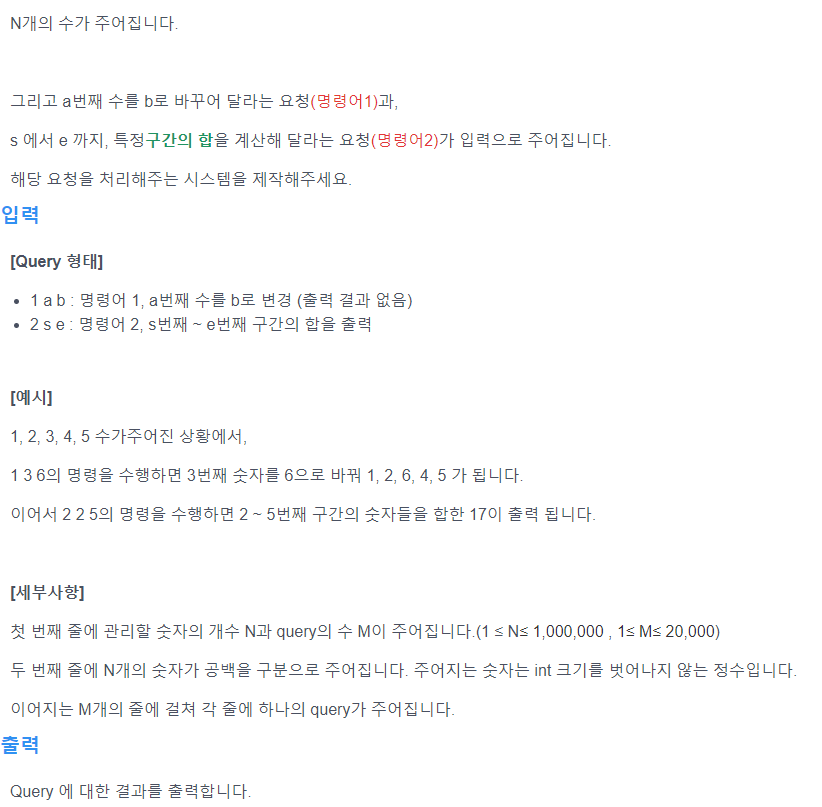 N개의 수가 주어집니다.
그리고 a번째 수를 b로 바꾸어 달라는 요청(명령어1)과,
s 에서 e 까지, 특정구간의 합을 계산해 달라는 요청(명령어2)가 입력으로 주어집니다.
해당 요청을 처리해주는 시스템을 제작해주세요.
입력
[Query 형태]
• 1 a b : 명령어 1, a번째 수를 b로 변경 (출력 결과 없음)
• 2 s e : 명령어 2, s번째 ~ e번째 구간의 합을 출력
[예시]
1, 2, 3, 4, 5 수가주어진 상황에서,
1 3 6의 명령을 수행하면 3번째 숫자를 6으로 바꿔 1, 2, 6, 4, 5 가 됩니다.
이어서 2 2 5의 명령을 수행하면 2 ~ 5번째 구간의 숫자들을 합한 17이 출력 됩니다.
[세부사항]
첫 번째 줄에 관리할 숫자의 개수 N과 query의 수 M이 주어집니다.(1 ≤ N≤ 1,000,000 , 1≤ M≤ 20,000)
두 번째 줄에 N개의 숫자가 공백을 구분으로 주어집니다. 주어지는 숫자는 int 크기를 벗어나지 않는 정수입니다.
이어지는 M개의 줄에 걸쳐 각 줄에 하나의 query가 주어집니다.
출력
Query 에 대한 결과를 출력합니다.